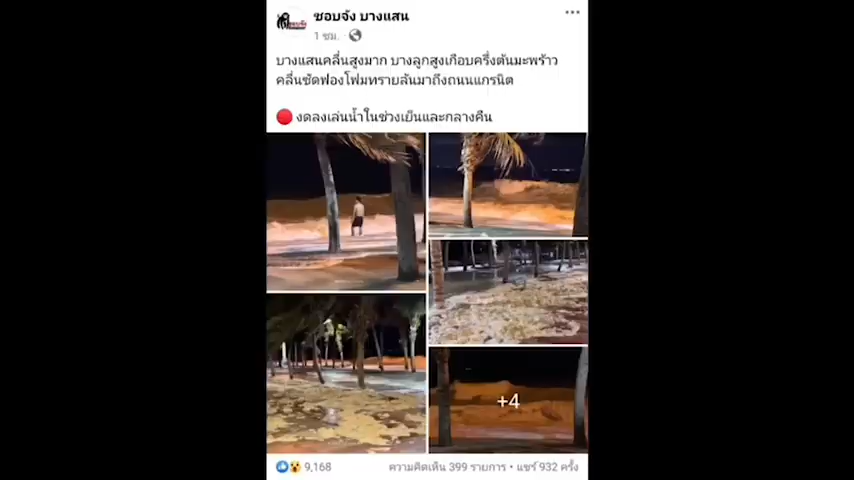 ชอบจัง บางแสน
1 ชม.
บางแสนคลื่นสูงมาก บางลูกสูงเกือบครึ่งต้นมะพร้าว
คลื่นซัดฟองโฟมทรายล้นมาถึงถนนแกรนิต
🔴 งดลงเล่นน้ำในช่วงเย็นและกลางคืน
+4
9,168
ความคิดเห็น 399 รายการ • แชร์ 932 ครั้ง